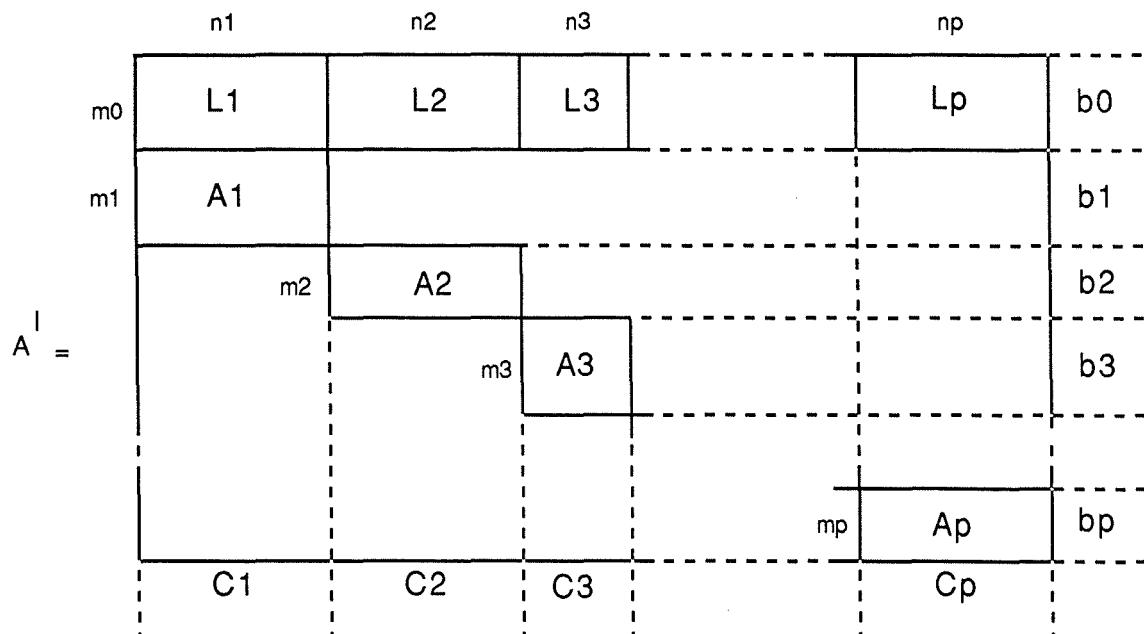 n1 n2 n3 np
m0 L1 L2 L3 Lp b0
m1 A1 b1
m2 A2 b2
A' = m3 A3 b3
mp Ap bp
C1 C2 C3 Cp